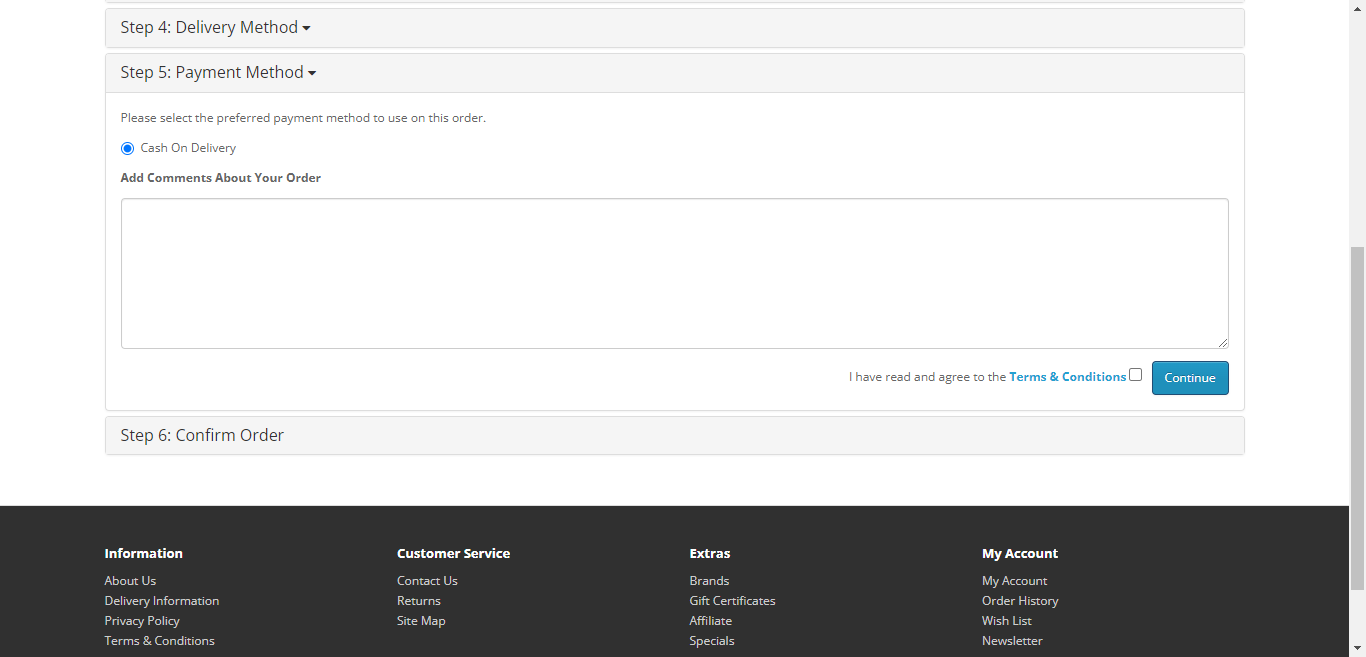 Step 4: Delivery Method
Step 5: Payment Method
Please select the preferred payment method to use on this order.
Cash On Delivery
Add Comments About Your Order
I have read and agree to the Terms & Conditions
Continue
Step 6: Confirm Order
Information
About Us
Delivery Information
Privacy Policy
Terms & Conditions
Customer Service
Contact Us
Returns
Site Map
Extras
Brands
Gift Certificates
Affiliate
Specials
My Account
My Account
Order History
Wish List
Newsletter